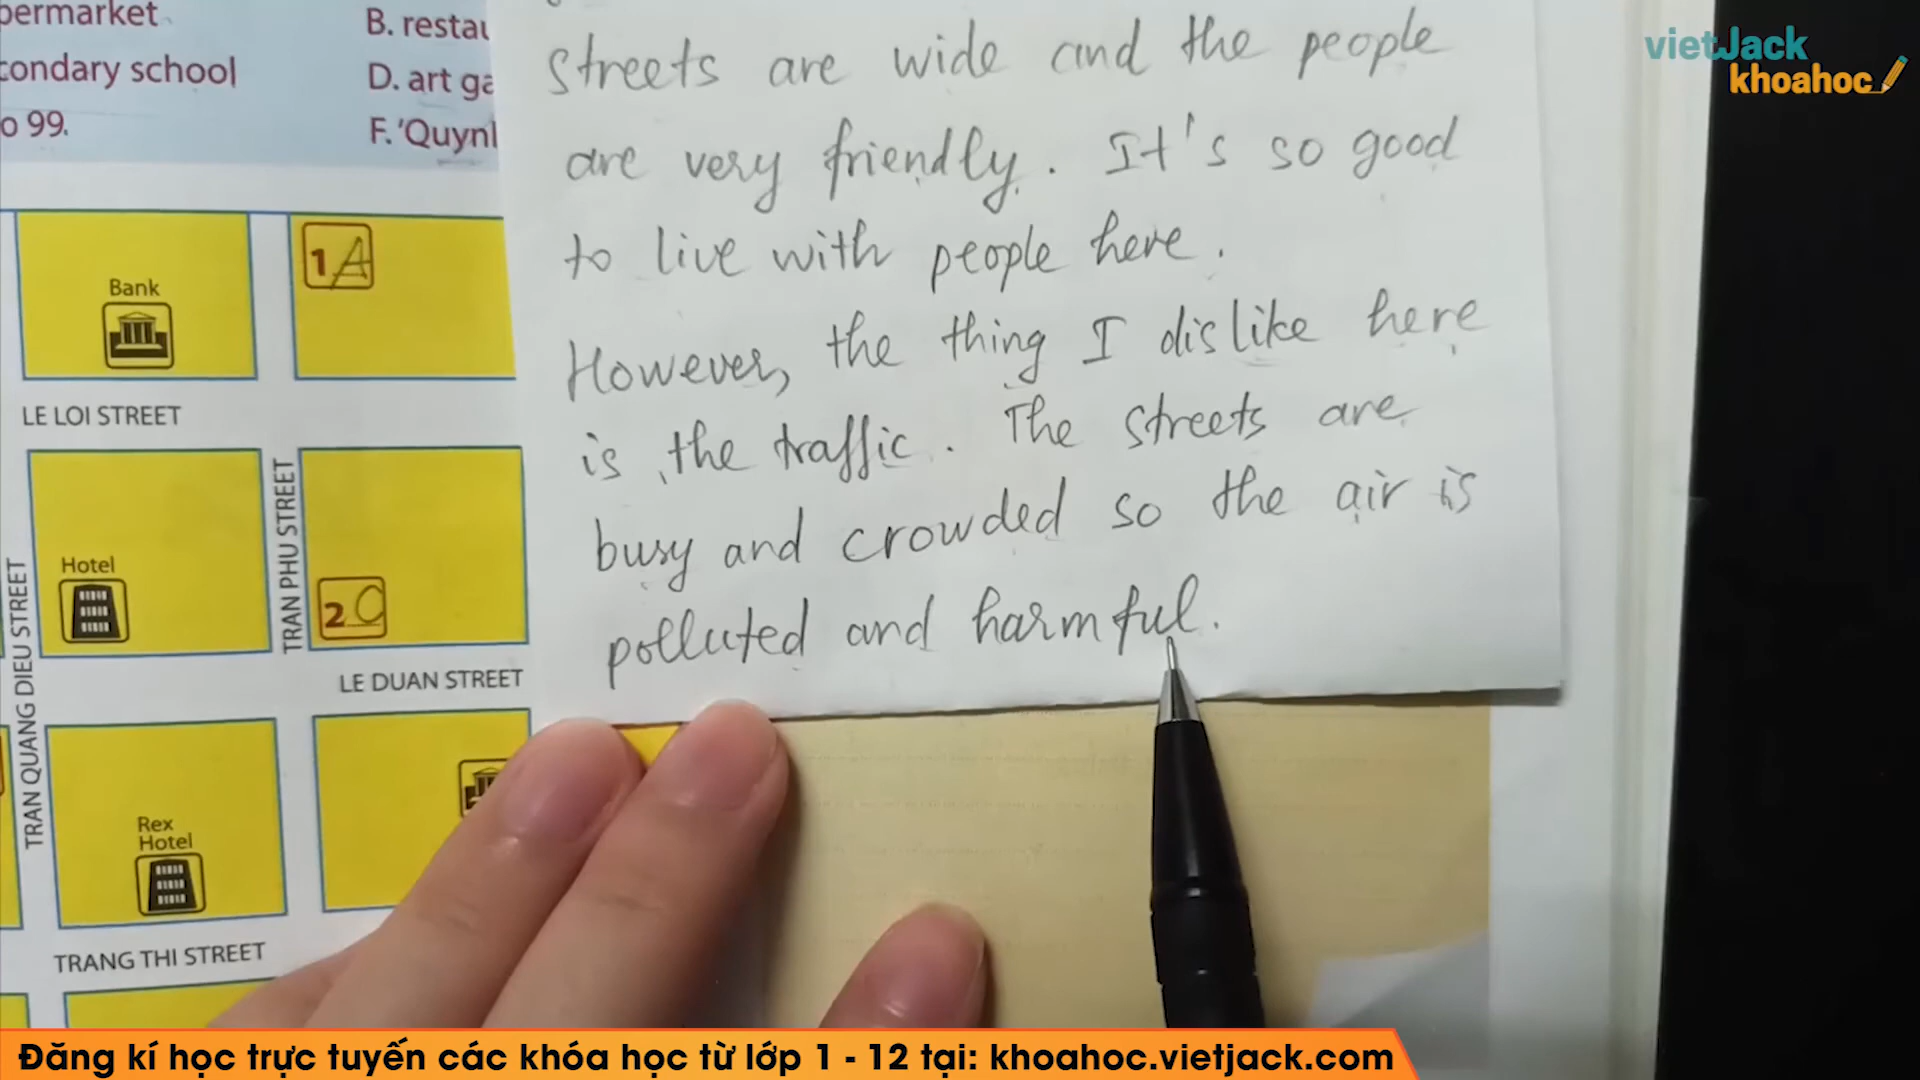 permarket
B. restau
condary school
D. art ga
o 99.
F. 'Quynl
streets are wide and the people
are very friendly. It's so good
to live with people here.
However, the thing I dislike here
is the traffic. The streets are
busy and crowded so the air is
polluted and harmful.
Bank
1 A
LE LOI STREET
Hotel
TRAN PHU STREET
2 C
TRAN QUANG DIEU STREET
LE DUAN STREET
Rex
Hotel
TRANG THI STREET
vietJack
khoahoc
Đăng kí học trực tuyến các khóa học từ lớp 1 - 12 tại: khoahoc.vietjack.com